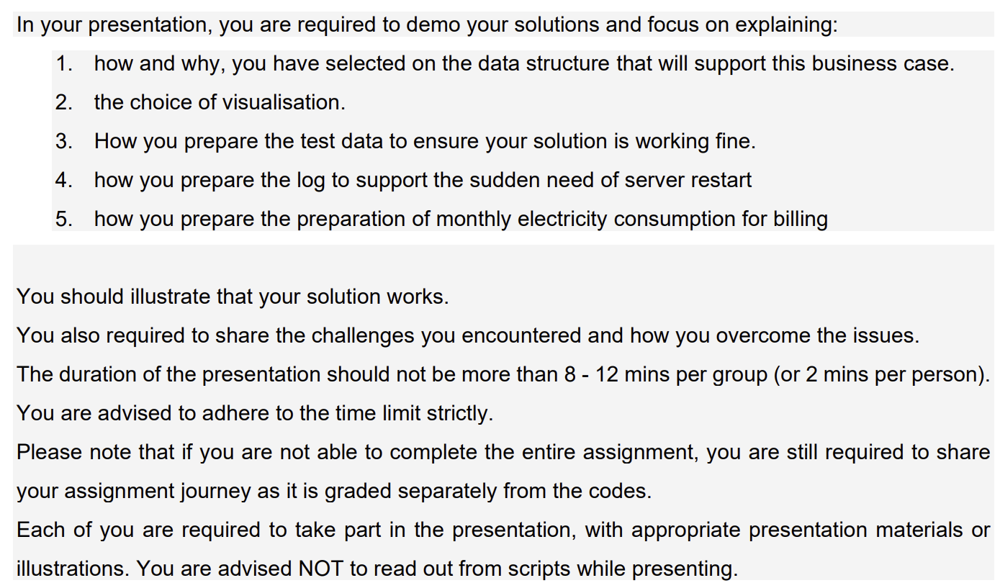 In your presentation, you are required to demo your solutions and focus on explaining:
1. how and why, you have selected on the data structure that will support this business case.
2. the choice of visualisation.
3. How you prepare the test data to ensure your solution is working fine.
4. how you prepare the log to support the sudden need of server restart
5. how you prepare the preparation of monthly electricity consumption for billing
You should illustrate that your solution works.
You also required to share the challenges you encountered and how you overcome the issues.
The duration of the presentation should not be more than 8 - 12 mins per group (or 2 mins per person).
You are advised to adhere to the time limit strictly.
Please note that if you are not able to complete the entire assignment, you are still required to share
your assignment journey as it is graded separately from the codes.
Each of you are required to take part in the presentation, with appropriate presentation materials or
illustrations. You are advised NOT to read out from scripts while presenting.